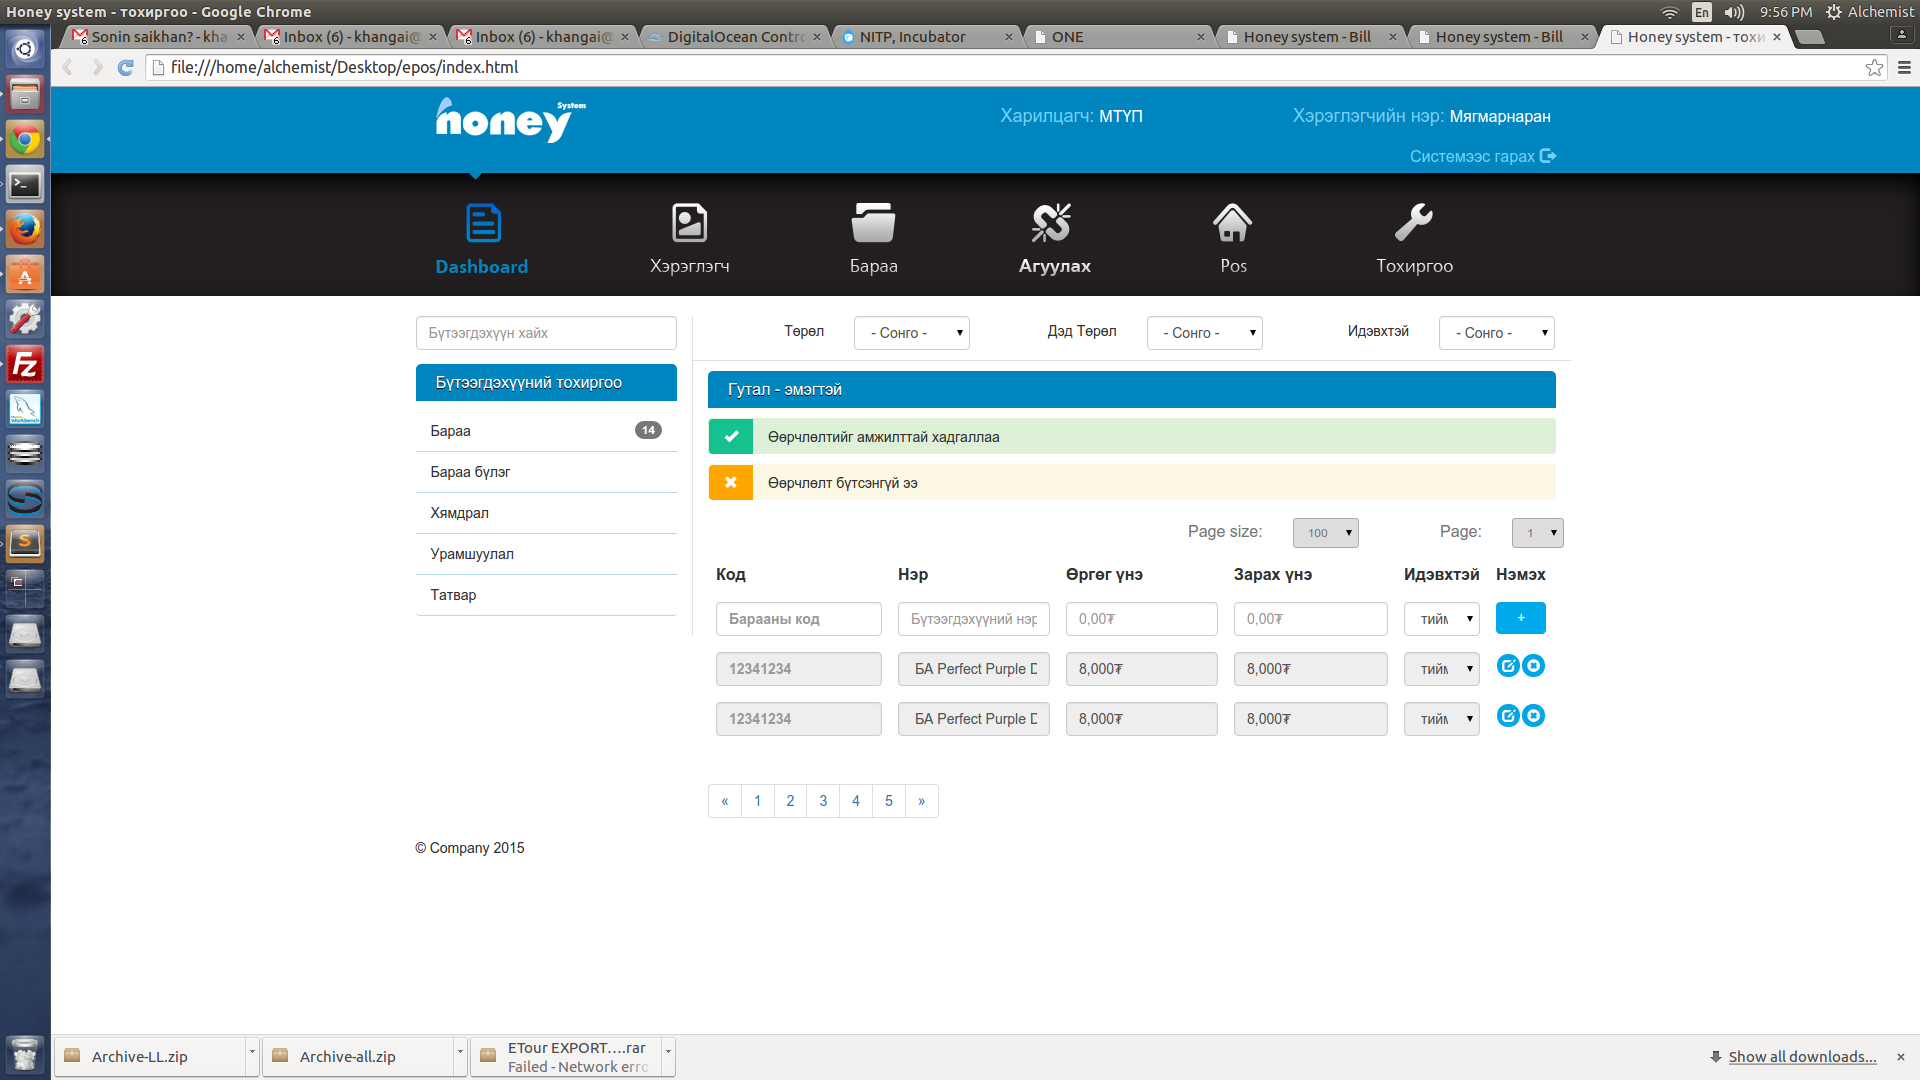 Honey system - тохиргоо - Google Chrome
En 9:56 PM Alchemist
Sonin saikhan? - kha
Inbox (6) - khangai@
Inbox (6) - khangai@
DigitalOcean Contro
NITP, Incubator
ONE
Honey system - Bill
Honey system - Bill
Honey system - тохи
file:///home/alchemist/Desktop/epos/index.html
honey System
Харилцагч: МТҮП
Хэрэглэгчийн нэр: Мягмарнаран
Системээс гарах
Dashboard
Хэрэглэгч
Бараа
Агуулах
Pos
Тохиргоо
Бүтээгдэхүүн хайх
Төрөл - Сонго -
Дэд Төрөл - Сонго -
Идэвхтэй - Сонго -
Бүтээгдэхүүний тохиргоо
Бараа 14
Бараа бүлэг
Хямдрал
Урамшуулал
Татвар
Гутал - эмэгтэй
Өөрчлөлтийг амжилттай хадгаллаа
Өөрчлөлт бүтсэнгүй ээ
Page size: 100 Page: 1
Код Нэр Өргөг үнэ Зарах үнэ Идэвхтэй Нэмэх
Барааны код Бүтээгдэхүүний нэр 0,00₮ 0,00₮ тийм +
12341234 БА Perfect Purple D 8,000₮ 8,000₮ тийм
12341234 БА Perfect Purple D 8,000₮ 8,000₮ тийм
« 1 2 3 4 5 »
© Company 2015
Archive-LL.zip
Archive-all.zip
ETour EXPORT....rar
Failed - Network erro
Show all downloads...